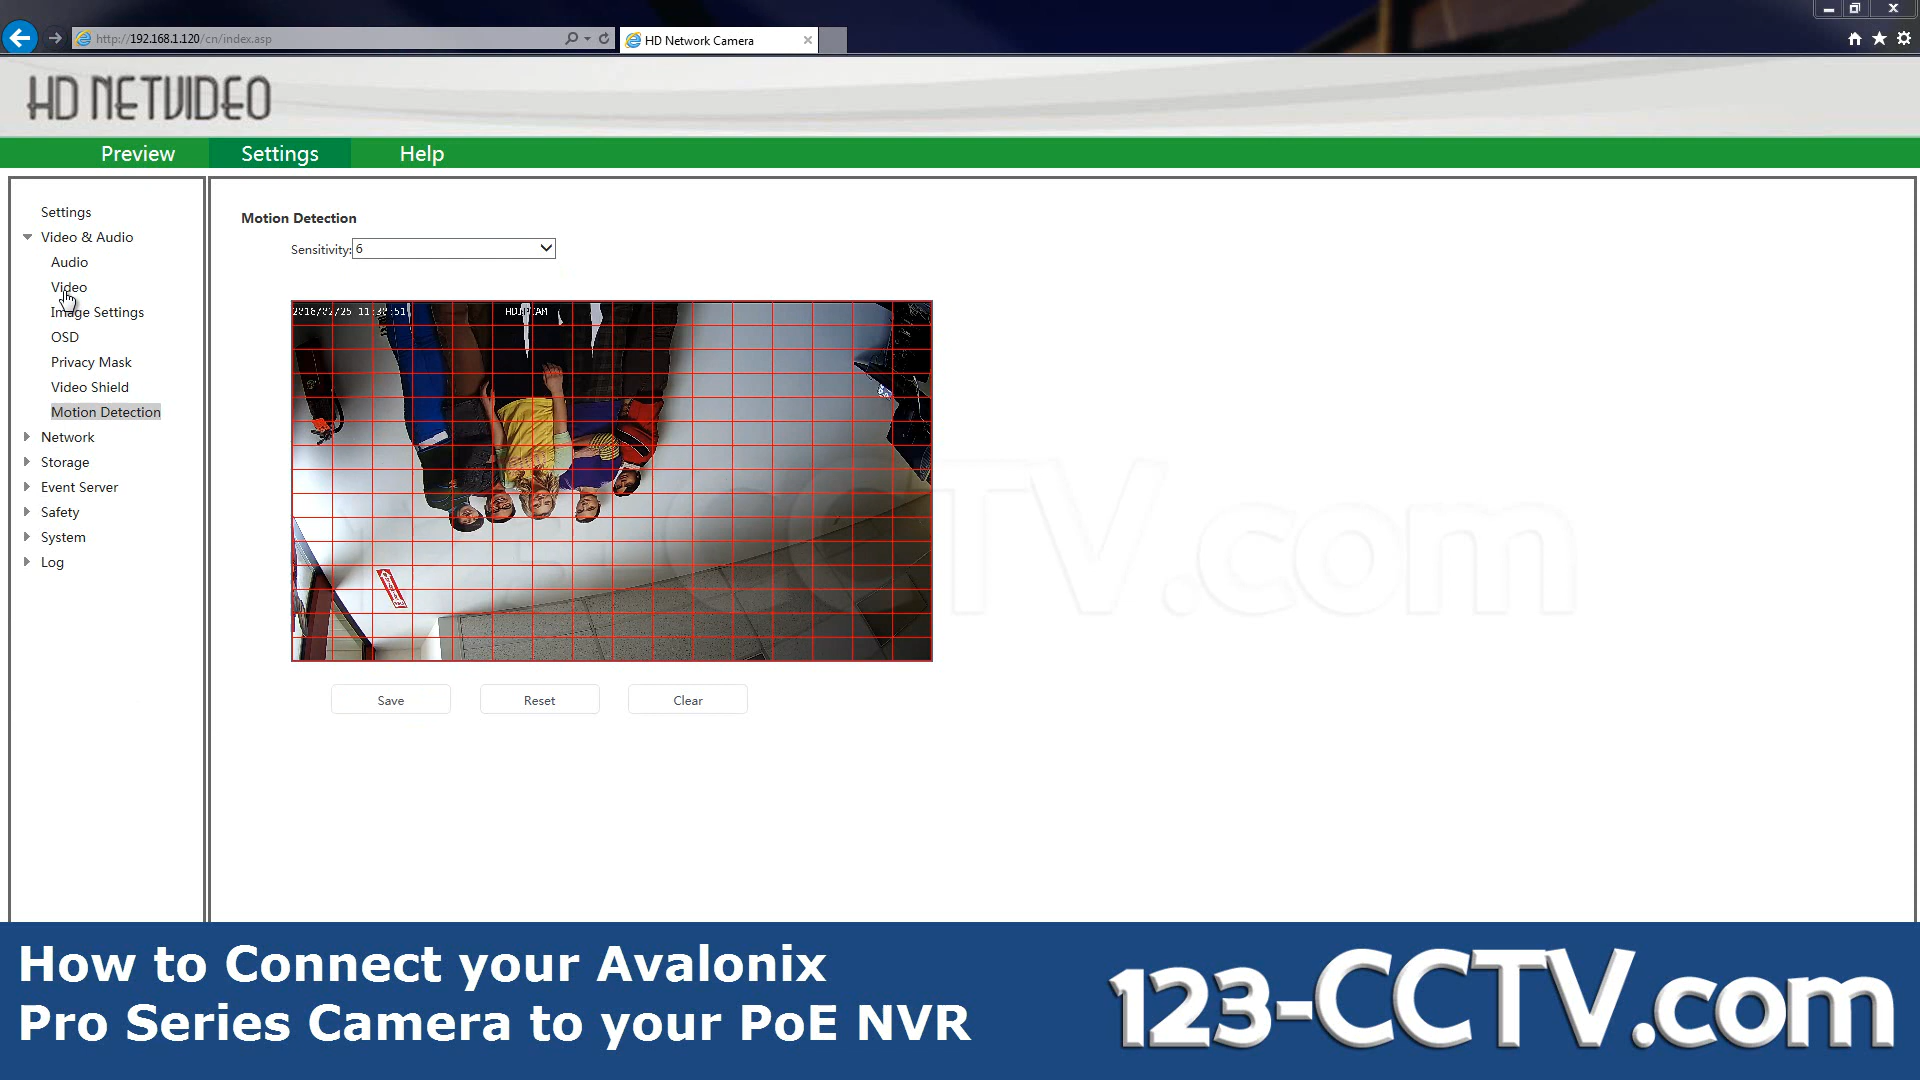 http://192.168.1.120/cn/index.asp
HD Network Camera
HD NETVIDEO
Preview
Settings
Help
Settings
Video & Audio
Audio
Video
Image Settings
OSD
Privacy Mask
Video Shield
Motion Detection
Network
Storage
Event Server
Safety
System
Log
Motion Detection
Sensitivity:
6
Save
Reset
Clear
CCTV.com
How to Connect your Avalonix
Pro Series Camera to your PoE NVR
123-CCTV.com